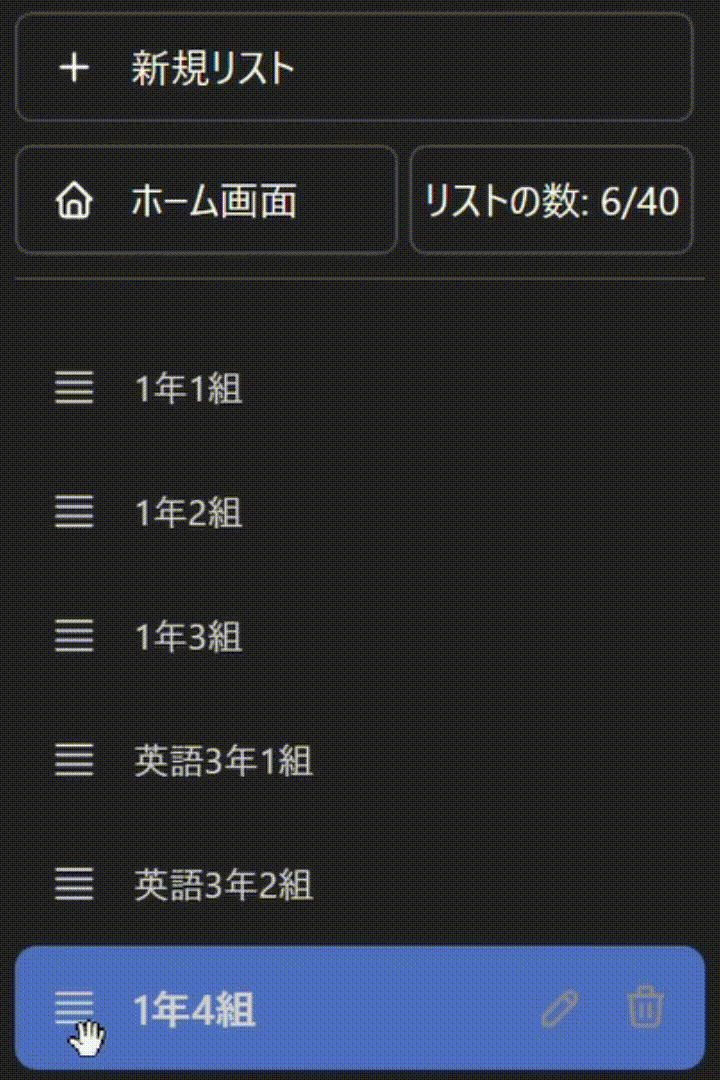 新規リスト
ホーム画面
リストの数: 6/40
1年1組
1年2組
1年3組
英語3年1組
英語3年2組
1年4組